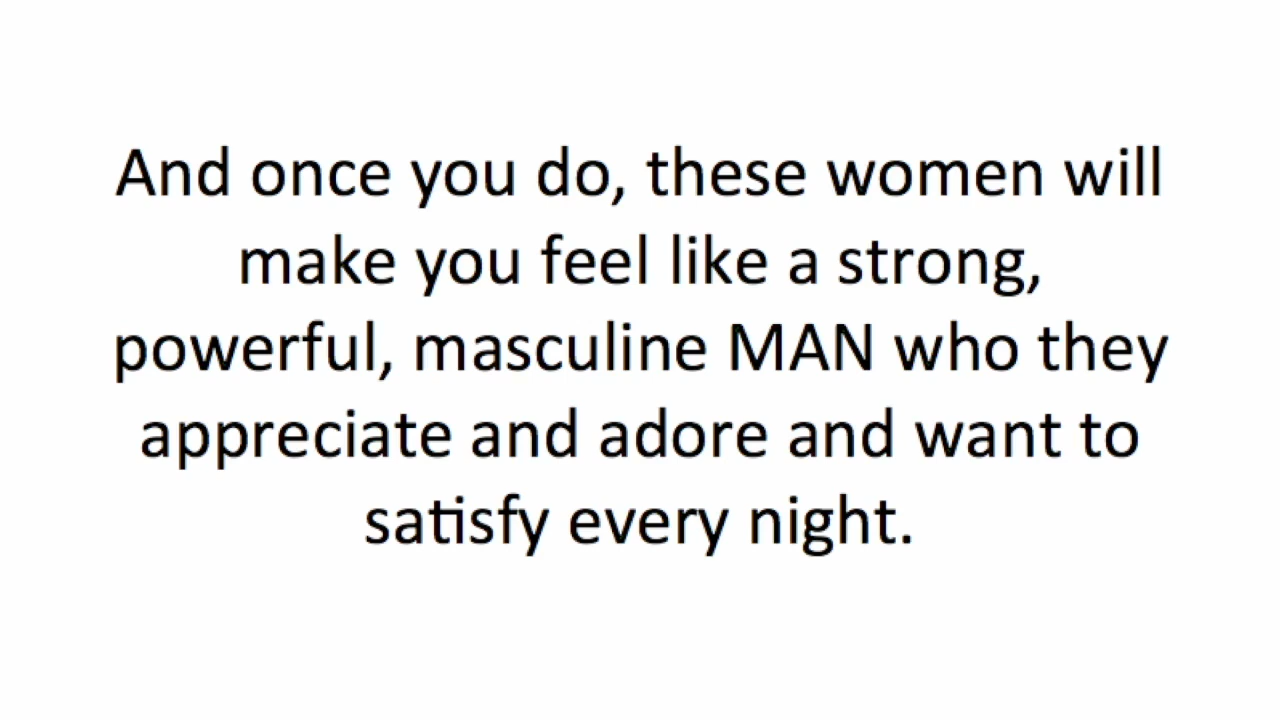 And once you do, these women will
make you feel like a strong,
powerful, masculine MAN who they
appreciate and adore and want to
satisfy every night.